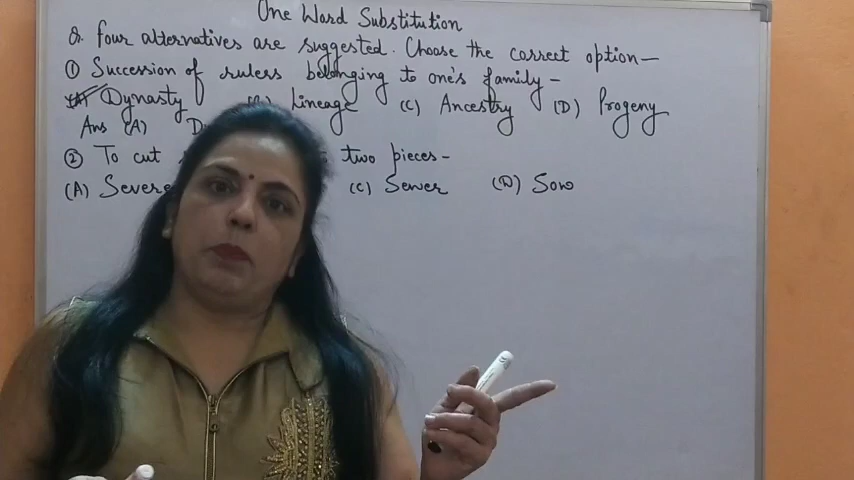 One Word Substitution
Q. four alternatives are suggested. Choose the correct option—
① Succession of rulers belonging to one's family—
(A) Dynasty (B) Lineage (C) Ancestry (D) Progeny
Ans (A)
② To cut two pieces-
(A) Severe (C) Sewer (D) Sow